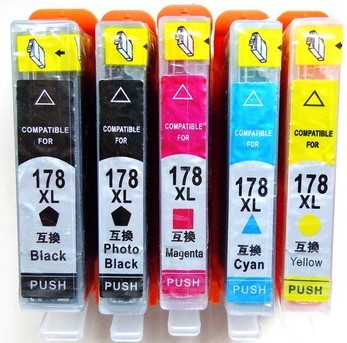 COMPATIBLE
FOR
178
XL
互換
Black
PUSH
COMPATIBLE
FOR
178
XL
互換
Photo
Black
PUSH
COMPATIBLE
FOR
178
XL
互換
Magenta
PUSH
COMPATIBLE
FOR
178
XL
互換
Cyan
PUSH
COMPATIBLE
FOR
178
XL
互換
Yellow
PUSH